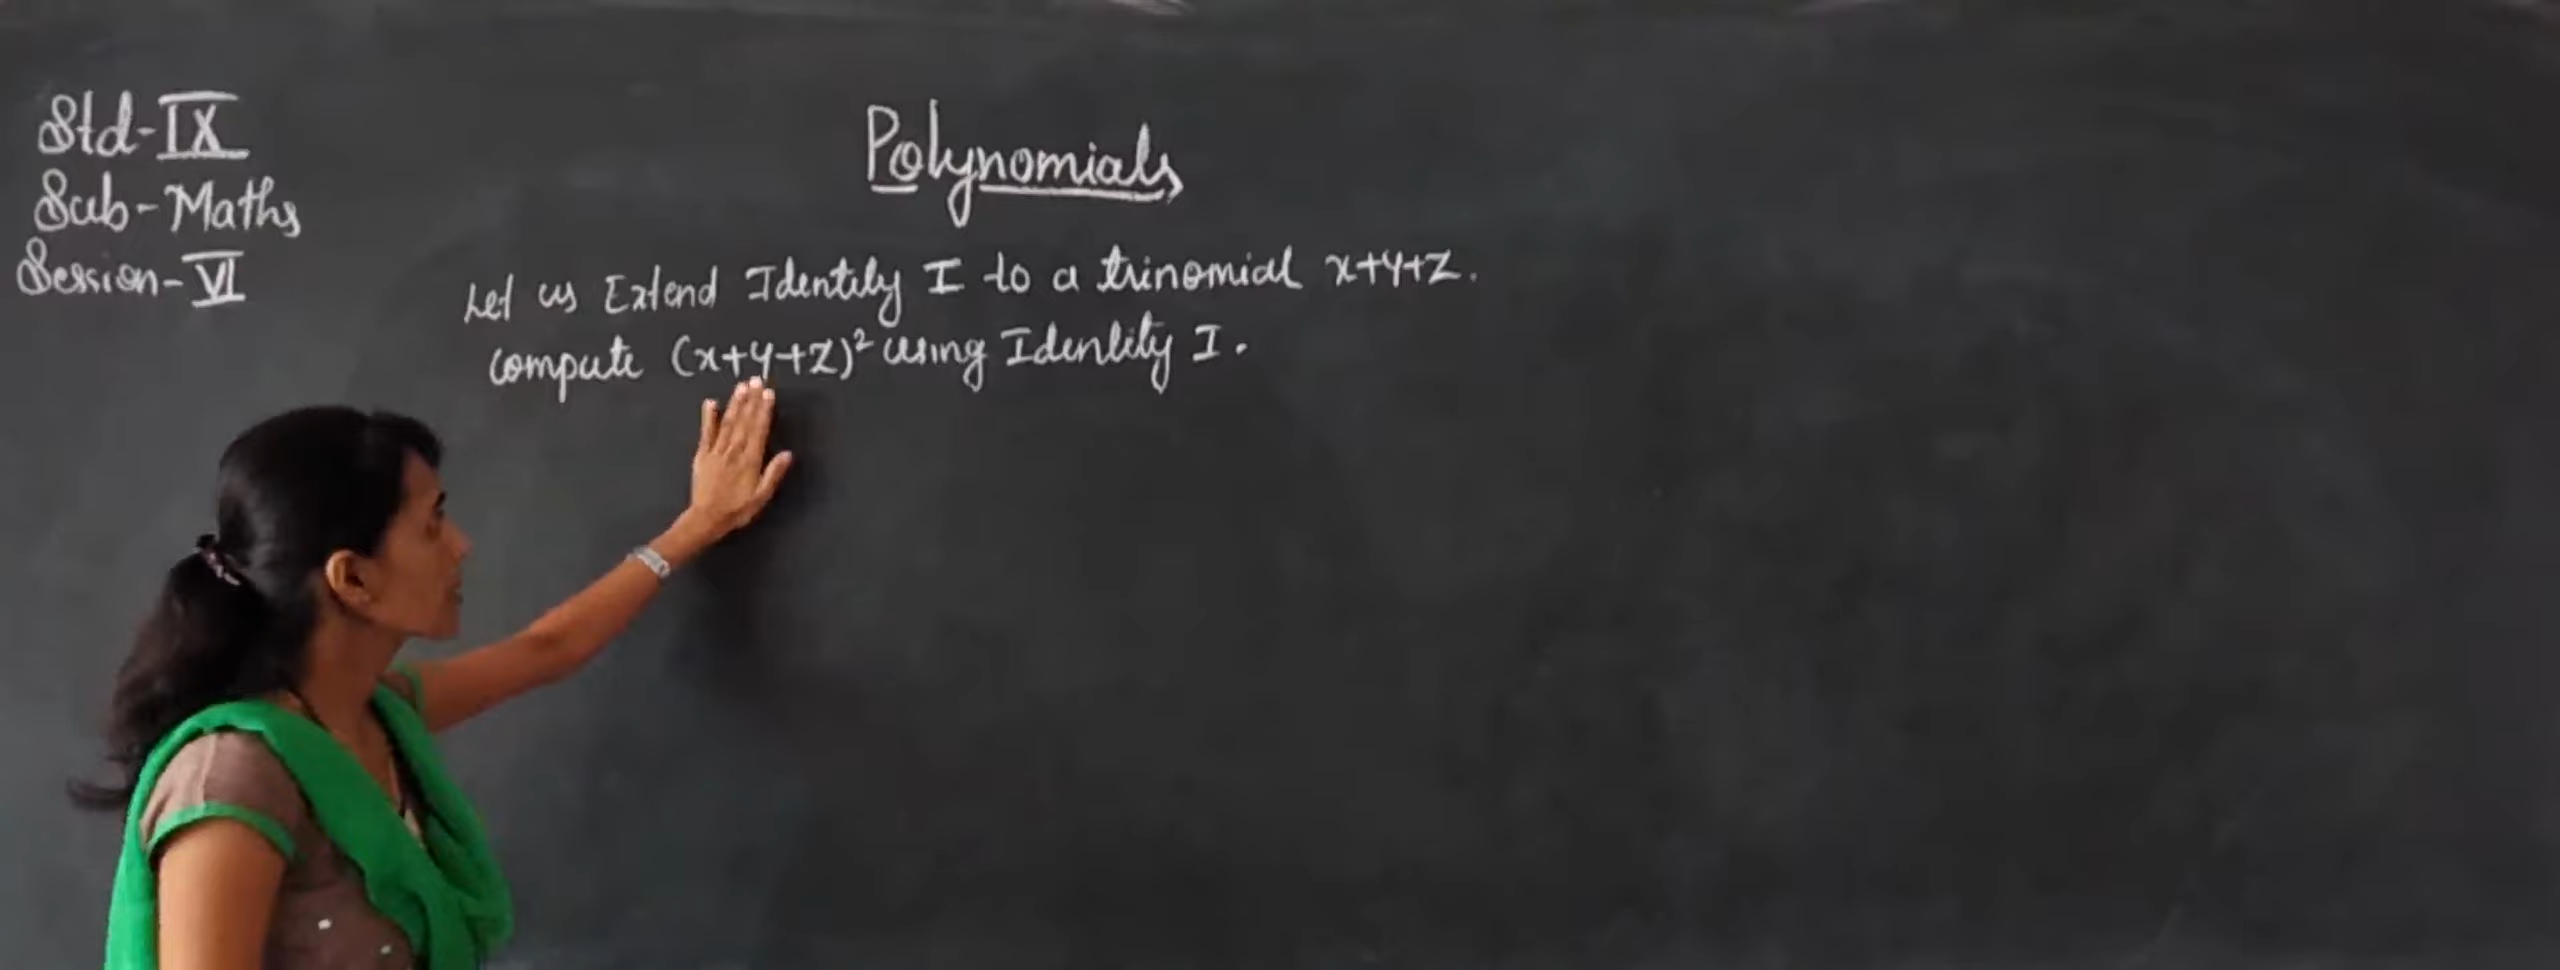 Std-IX
Sub-Maths
Session-VI
Polynomials
Let us Extend Identity I to a trinomial x+y+z.
compute (x+y+z)² using Identity I.